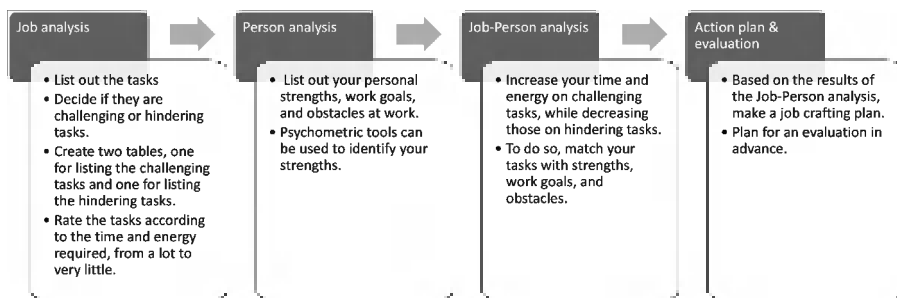 Job analysis
• List out the tasks
• Decide if they are
challenging or hindering
tasks.
• Create two tables, one
for listing the challenging
tasks and one for listing
the hindering tasks.
• Rate the tasks according
to the time and energy
required, from a lot to
very little.
Person analysis
• List out your personal
strengths, work goals,
and obstacles at work.
• Psychometric tools can
be used to identify your
strengths.
Job-Person analysis
• Increase your time and
energy on challenging
tasks, while decreasing
those on hindering tasks.
• To do so, match your
tasks with strengths,
work goals, and
obstacles.
Action plan &
evaluation
• Based on the results of
the Job-Person analysis,
make a job crafting plan.
• Plan for an evaluation in
advance.